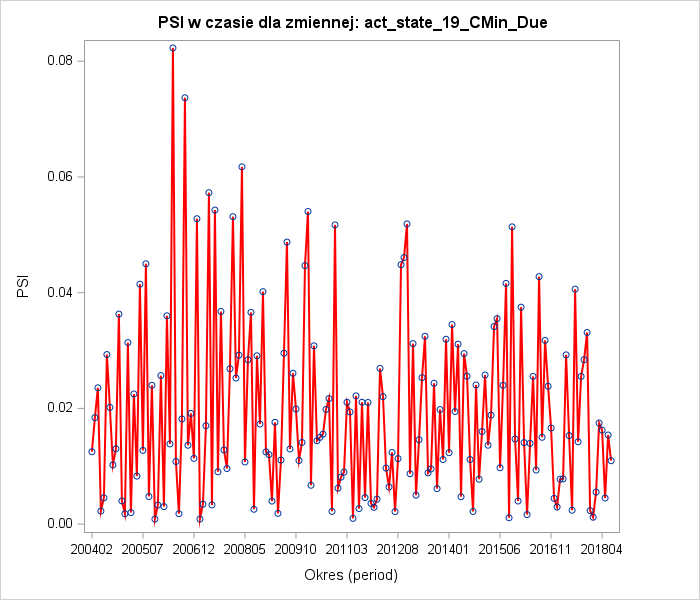 PSI w czasie dla zmiennej: act_state_19_CMin_Due
0.08
0.06
0.04
0.02
0.00
PSI
200402 200507 200612 200805 200910 201103 201208 201401 201506 201611 201804
Okres (period)